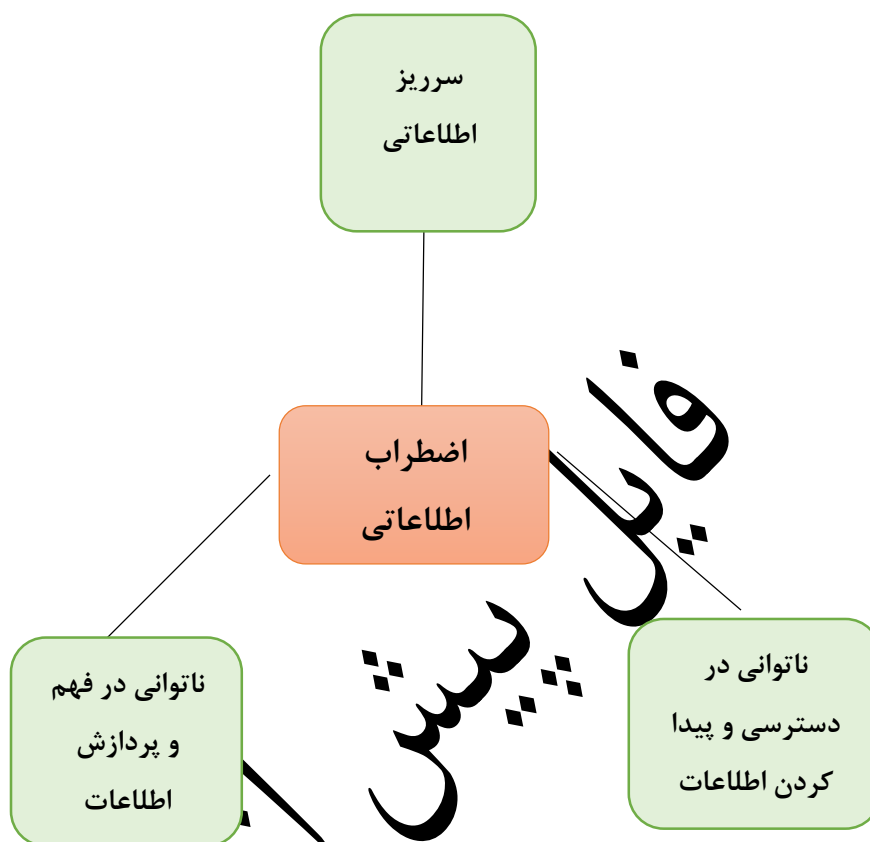 سرریز
اطلاعاتی
اضطراب
اطلاعاتی
ناتوانی در
دسترسی و پیدا
کردن اطلاعات
ناتوانی در فهم
و پردازش
اطلاعات
فایل پیش